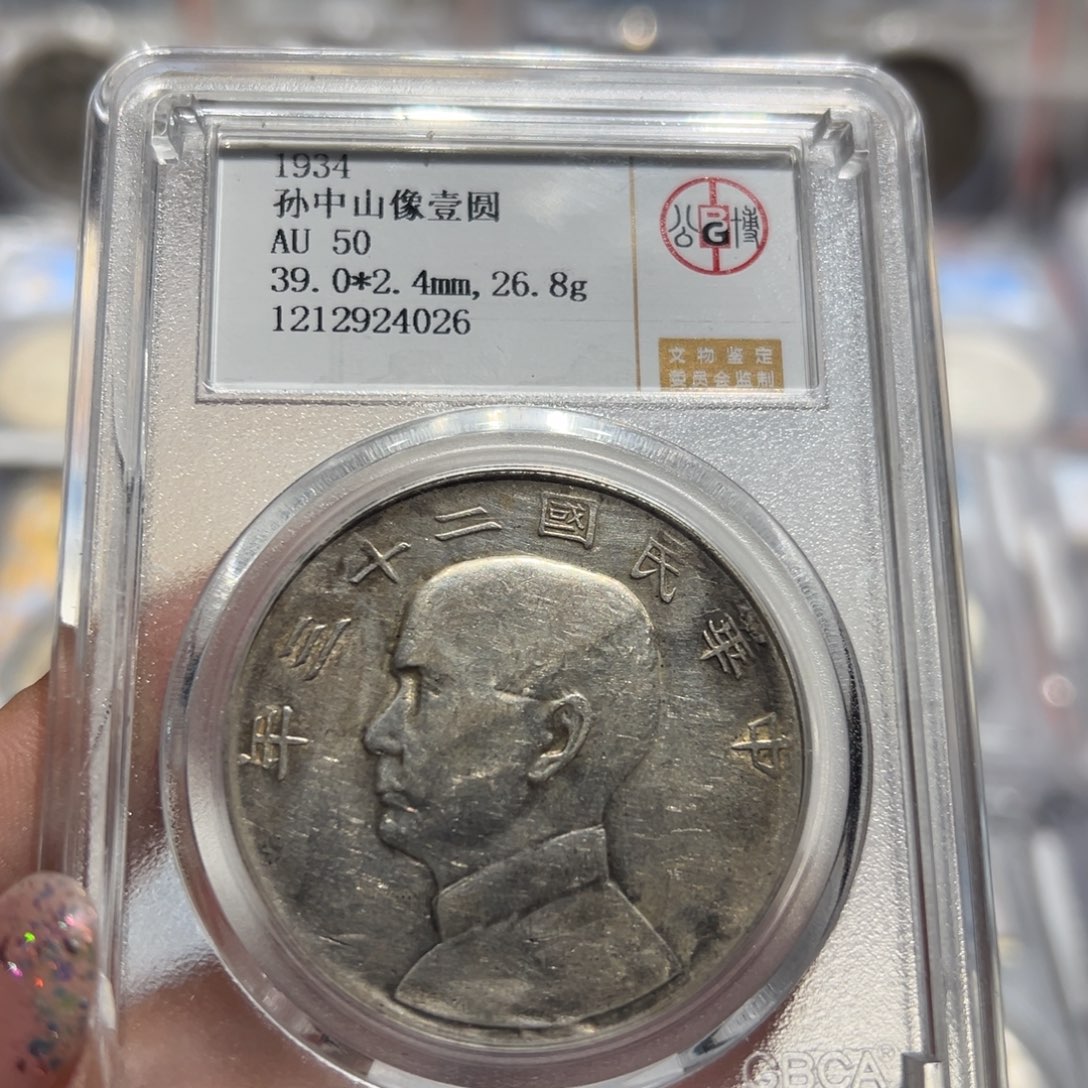 1934
孙中山像壹圆
AU 50
39.0*2.4mm, 26.8g
1212924026
公 BG 博
文物鉴定
委员会监制
中華民國二十三年
GBCA